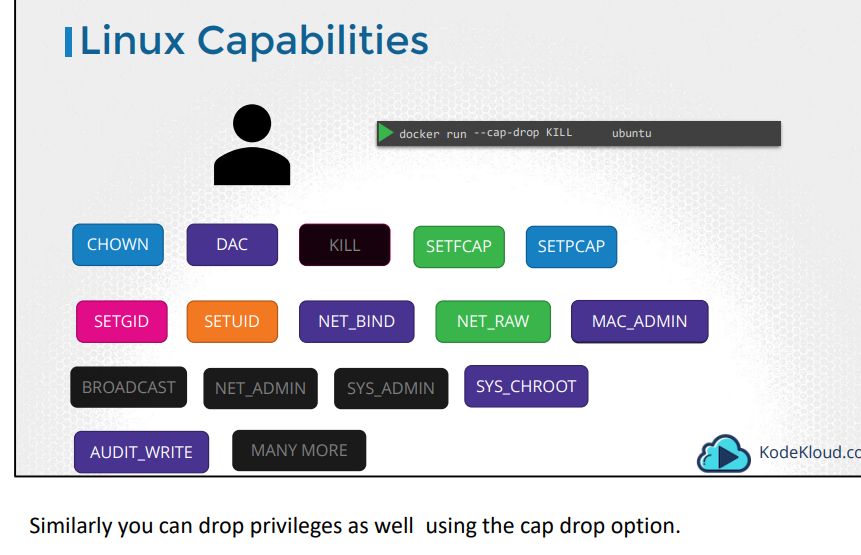 Linux Capabilities
docker run --cap-drop KILL ubuntu
CHOWN DAC KILL SETFCAP SETPCAP
SETGID SETUID NET_BIND NET_RAW MAC_ADMIN
BROADCAST NET_ADMIN SYS_ADMIN SYS_CHROOT
AUDIT_WRITE MANY MORE
KodeKloud.co
Similarly you can drop privileges as well using the cap drop option.